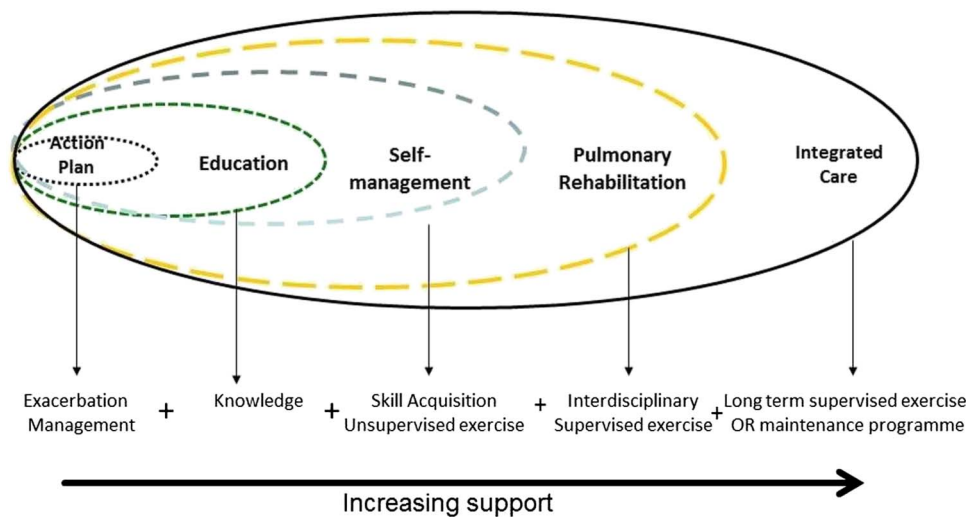 Action
Plan
Education
Self-
management
Pulmonary
Rehabilitation
Integrated
Care
Exacerbation
Management
+
Knowledge
+
Skill Acquisition
Unsupervised exercise
+
Interdisciplinary
Supervised exercise
+
Long term supervised exercise
OR maintenance programme
Increasing support